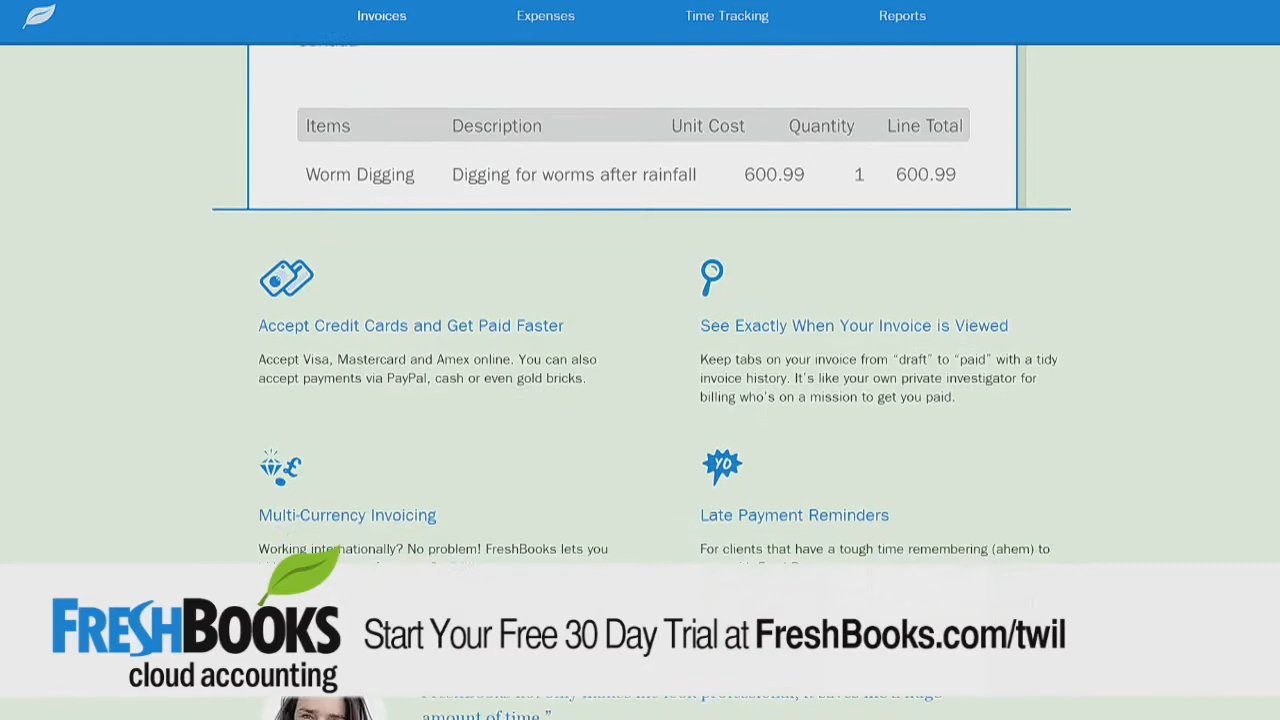 Invoices Expenses Time Tracking Reports
Items Description Unit Cost Quantity Line Total
Worm Digging Digging for worms after rainfall 600.99 1 600.99
Accept Credit Cards and Get Paid Faster
Accept Visa, Mastercard and Amex online. You can also
accept payments via PayPal, cash or even gold bricks.
See Exactly When Your Invoice is Viewed
Keep tabs on your invoice from “draft” to “paid” with a tidy
invoice history. It's like your own private investigator for
billing who's on a mission to get you paid.
£
Multi-Currency Invoicing
Working internationally? No problem! FreshBooks lets you
YO
Late Payment Reminders
For clients that have a tough time remembering (ahem) to
FRESHBOOKS
cloud accounting
Start Your Free 30 Day Trial at FreshBooks.com/twil
amount of time.”